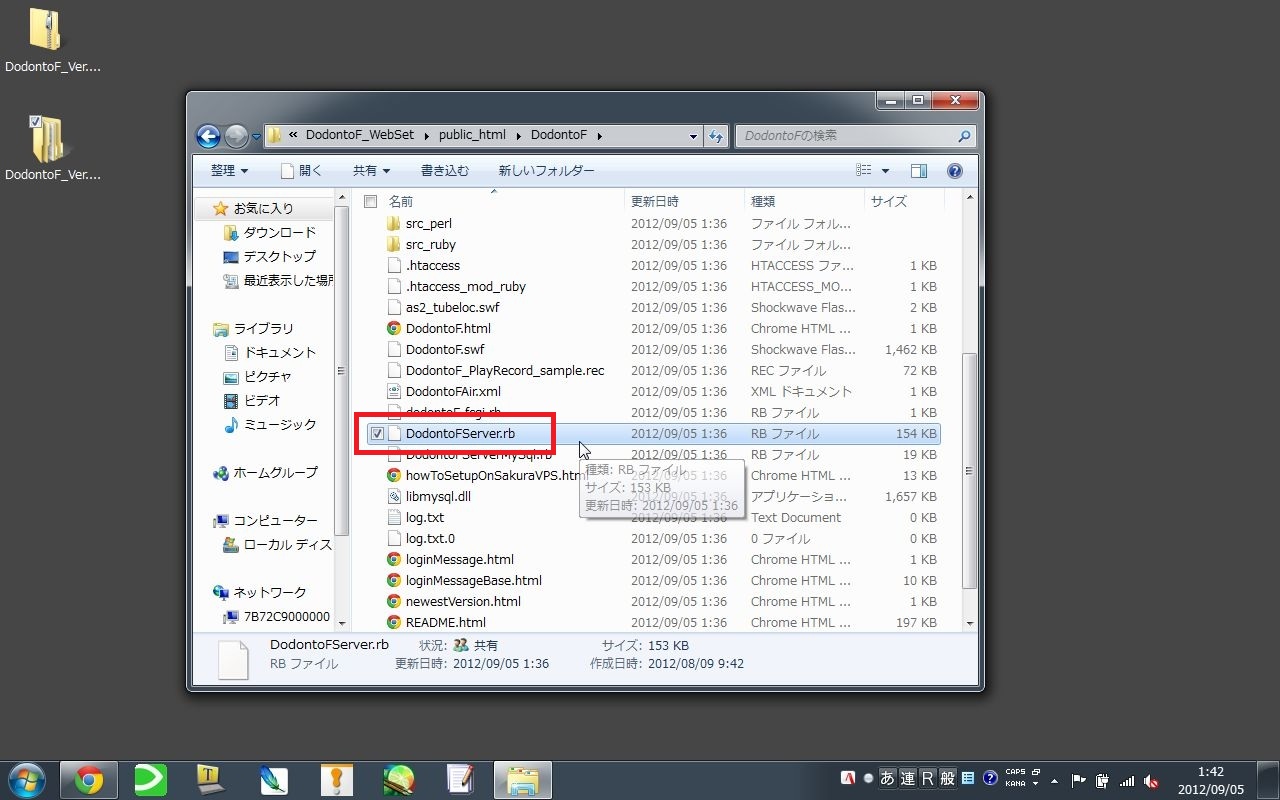 DodontoF_Ver....
DodontoF_Ver....
« DodontoF_WebSet ▸ public_html ▸ DodontoF ▸
DodontoFの検索
整理 開く 共有 書き込む 新しいフォルダー
お気に入り
ダウンロード
デスクトップ
最近表示した場所
ライブラリ
ドキュメント
ピクチャ
ビデオ
ミュージック
ホームグループ
コンピューター
ローカル ディス
ネットワーク
7B72C9000000
名前 更新日時 種類 サイズ
src_perl 2012/09/05 1:36 ファイル フォル...
src_ruby 2012/09/05 1:36 ファイル フォル...
.htaccess 2012/09/05 1:36 HTACCESS ファ... 1 KB
.htaccess_mod_ruby 2012/09/05 1:36 HTACCESS_MO... 1 KB
as2_tubeloc.swf 2012/09/05 1:36 Shockwave Flas... 2 KB
DodontoF.html 2012/09/05 1:36 Chrome HTML ... 1 KB
DodontoF.swf 2012/09/05 1:36 Shockwave Flas... 1,462 KB
DodontoF_PlayRecord_sample.rec 2012/09/05 1:36 REC ファイル 72 KB
DodontoFAir.xml 2012/09/05 1:36 XML ドキュメント 1 KB
dodontoF_fcgi.rb 2012/09/05 1:36 RB ファイル 1 KB
DodontoFServer.rb 2012/09/05 1:36 RB ファイル 154 KB
DodontoFServerMySql.rb 2012/09/05 1:36 RB ファイル 19 KB
howToSetupOnSakuraVPS.html 2012/09/05 1:36 Chrome HTML ... 13 KB
libmysql.dll 2012/09/05 1:36 アプリケーショ... 1,657 KB
log.txt 2012/09/05 1:36 Text Document 0 KB
log.txt.0 2012/09/05 1:36 0 ファイル 0 KB
loginMessage.html 2012/09/05 1:36 Chrome HTML ... 1 KB
loginMessageBase.html 2012/09/05 1:36 Chrome HTML ... 10 KB
newestVersion.html 2012/09/05 1:36 Chrome HTML ... 1 KB
README.html 2012/09/05 1:36 Chrome HTML ... 197 KB
種類: RB ファイル
サイズ: 153 KB
更新日時: 2012/09/05 1:36
DodontoFServer.rb 状況: 共有 サイズ: 153 KB
RB ファイル 更新日時: 2012/09/05 1:36 作成日時: 2012/08/09 9:42
A あ 連 R 般 CAPS KANA
1:42
2012/09/05